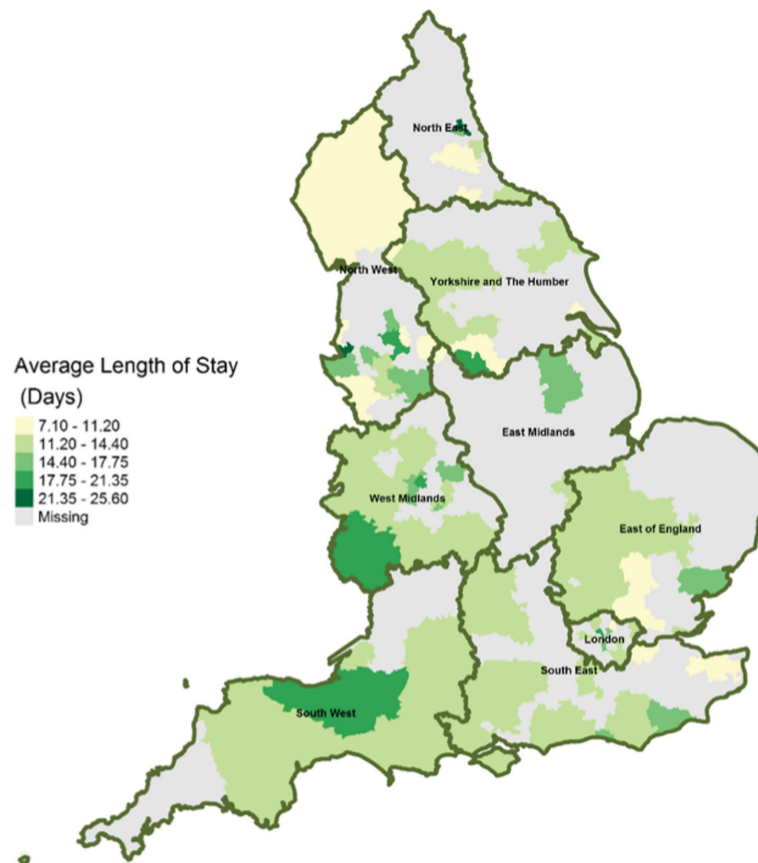 North East
North West
Yorkshire and The Humber
Average Length of Stay
(Days)
7.10 - 11.20
11.20 - 14.40
14.40 - 17.75
17.75 - 21.35
21.35 - 25.60
Missing
East Midlands
West Midlands
East of England
London
South East
South West